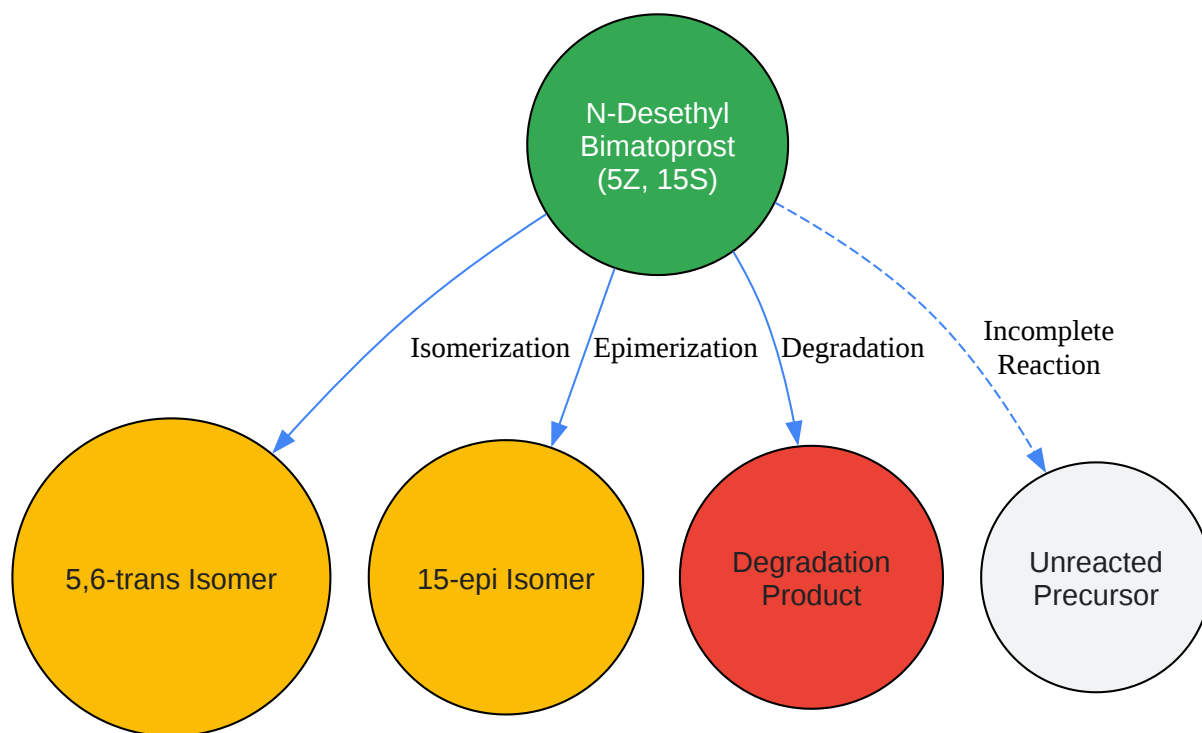 N-Desethyl
Bimatoprost
(5Z, 15S)
Isomerization
Epimerization
Degradation
Incomplete
Reaction
5,6-trans Isomer
15-epi Isomer
Degradation
Product
Unreacted
Precursor